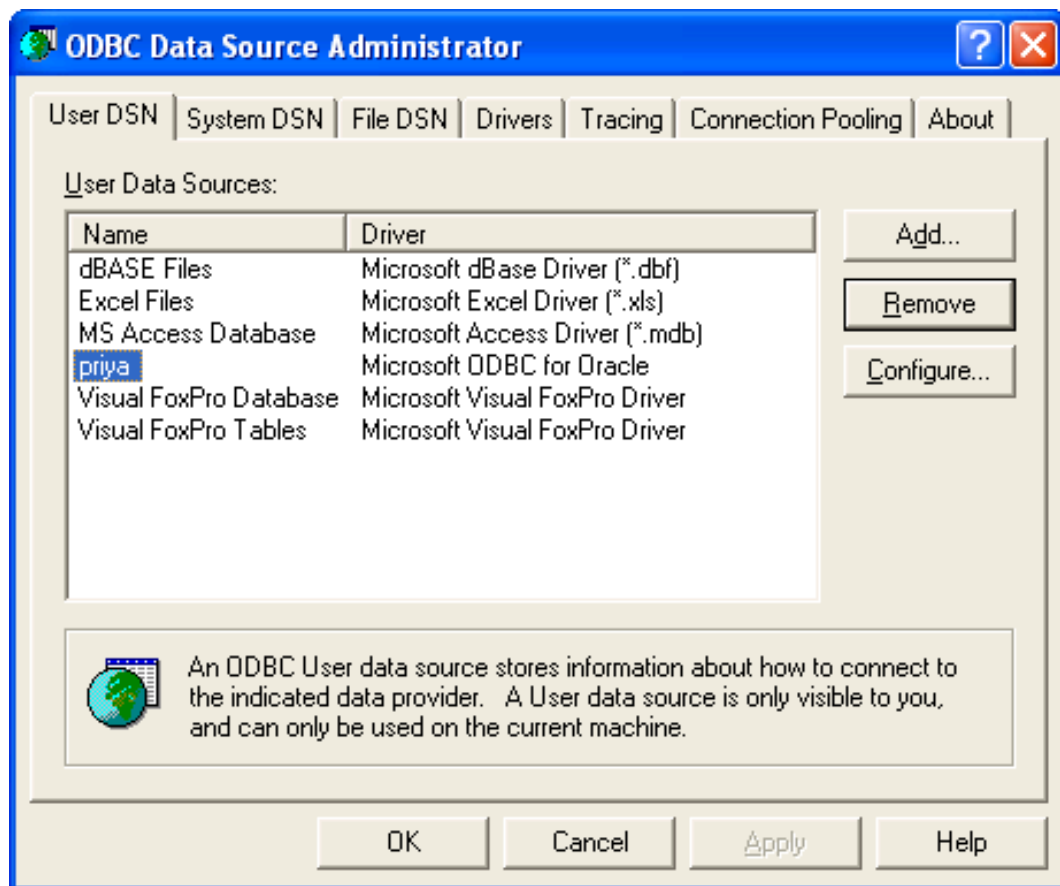 ODBC Data Source Administrator
User DSN System DSN File DSN Drivers Tracing Connection Pooling About
User Data Sources:
Name Driver Add...
dBASE Files Microsoft dBase Driver (*.dbf)
Excel Files Microsoft Excel Driver (*.xls) Remove
MS Access Database Microsoft Access Driver (*.mdb)
priya Microsoft ODBC for Oracle Configure...
Visual FoxPro Database Microsoft Visual FoxPro Driver
Visual FoxPro Tables Microsoft Visual FoxPro Driver
An ODBC User data source stores information about how to connect to
the indicated data provider. A User data source is only visible to you,
and can only be used on the current machine.
OK Cancel Apply Help